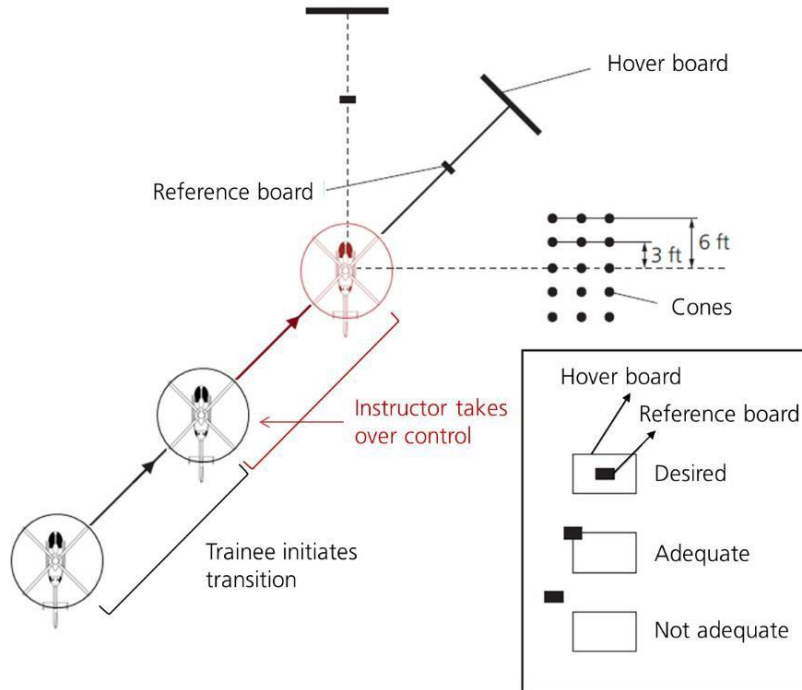 Hover board
Reference board
6 ft
3 ft
Cones
Instructor takes
over control
Trainee initiates
transition
Hover board
Reference board
Desired
Adequate
Not adequate